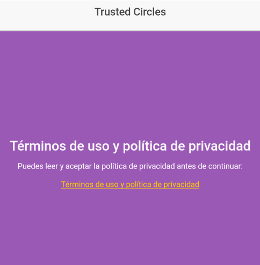 Trusted Circles
Términos de uso y política de privacidad
Puedes leer y aceptar la política de privacidad antes de continuar:
Términos de uso y política de privacidad